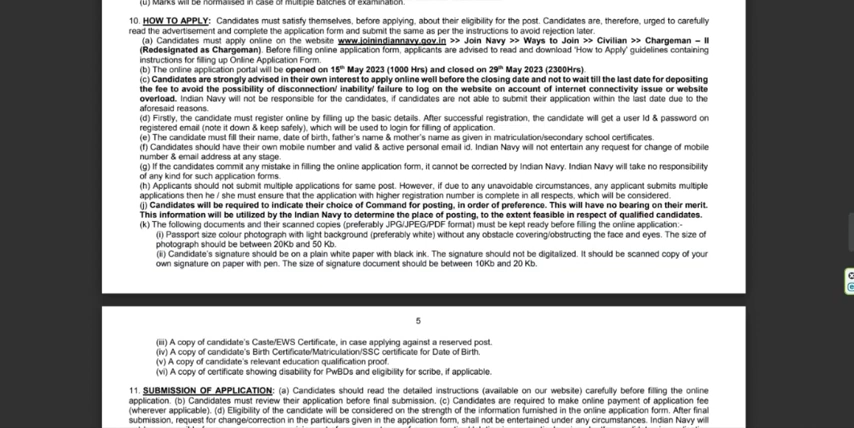 (u) Marks will be normalised in case of multiple batches of examination.
10. HOW TO APPLY: Candidates must satisfy themselves, before applying, about their eligibility for the post. Candidates are, therefore, urged to carefully
read the advertisement and complete the application form and submit the same as per the instructions to avoid rejection later.
(a) Candidates must apply online on the website www.joinindiannavy.gov.in >> Join Navy >> Ways to Join >> Civilian >> Chargeman – II
(Redesignated as Chargeman). Before filling online application form, applicants are advised to read and download 'How to Apply' guidelines containing
instructions for filling up Online Application Form.
(b) The online application portal will be opened on 15th May 2023 (1000 Hrs) and closed on 29th May 2023 (2300Hrs).
(c) Candidates are strongly advised in their own interest to apply online well before the closing date and not to wait till the last date for depositing
the fee to avoid the possibility of disconnection/ inability/ failure to log on the website on account of internet connectivity issue or website
overload. Indian Navy will not be responsible for the candidates, if candidates are not able to submit their application within the last date due to the
aforesaid reasons.
(d) Firstly, the candidate must register online by filling up the basic details. After successful registration, the candidate will get a user Id & password on
registered email (note it down & keep safely), which will be used to login for filling of application.
(e) The candidate must fill their name, date of birth, father's name & mother's name as given in matriculation/secondary school certificates.
(f) Candidates should have their own mobile number and valid & active personal email id. Indian Navy will not entertain any request for change of mobile
number & email address at any stage.
(g) If the candidates commit any mistake in filling the online application form, it cannot be corrected by Indian Navy. Indian Navy will take no responsibility
of any kind for such application forms.
(h) Applicants should not submit multiple applications for same post. However, if due to any unavoidable circumstances, any applicant submits multiple
applications then he / she must ensure that the application with higher registration number is complete in all respects, which will be considered.
(j) Candidates will be required to indicate their choice of Command for posting, in order of preference. This will have no bearing on their merit.
This information will be utilized by the Indian Navy to determine the place of posting, to the extent feasible in respect of qualified candidates.
(k) The following documents and their scanned copies (preferably JPG/JPEG/PDF format) must be kept ready before filling the online application:-
(i) Passport size colour photograph with light background (preferably white) without any obstacle covering/obstructing the face and eyes. The size of
photograph should be between 20Kb and 50 Kb.
(ii) Candidate's signature should be on a plain white paper with black ink. The signature should not be digitalized. It should be scanned copy of your
own signature on paper with pen. The size of signature document should be between 10Kb and 20 Kb.
5
(iii) A copy of candidate's Caste/EWS Certificate, in case applying against a reserved post.
(iv) A copy of candidate's Birth Certificate/Matriculation/SSC certificate for Date of Birth.
(v) A copy of candidate's relevant education qualification proof.
(vi) A copy of certificate showing disability for PwBDs and eligibility for scribe, if applicable.
11. SUBMISSION OF APPLICATION: (a) Candidates should read the detailed instructions (available on our website) carefully before filling the online
application. (b) Candidates must review their application before final submission. (c) Candidates are required to make online payment of application fee
(wherever applicable). (d) Eligibility of the candidate will be considered on the strength of the information furnished in the online application form. After final
submission, request for change/correction in the particulars given in the application form, shall not be entertained under any circumstances. Indian Navy will